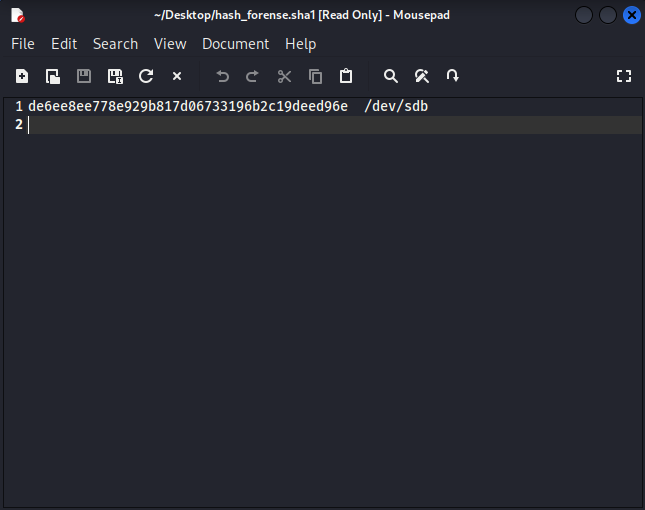 ~/Desktop/hash_forense.sha1 [Read Only] - Mousepad
File Edit Search View Document Help
1 de6ee8ee778e929b817d06733196b2c19deed96e /dev/sdb
2